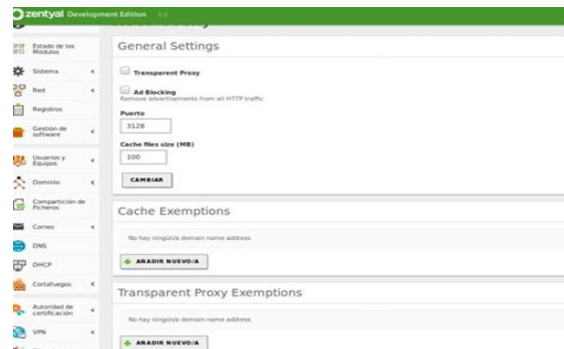 zentyal Development Edition 5.0
Estado de los
Módulos
Sistema
Red
Registros
Gestión de
software
Usuarios y
Equipos
Dominio
Compartición de
Ficheros
Correo
DNS
DHCP
Cortafuegos
Autoridad de
certificación
VPN
General Settings
Transparent Proxy
Ad Blocking
Remove advertisements from all HTTP traffic
Puerto
3128
Cache files size (MB)
100
CAMBIAR
Cache Exemptions
No hay ningún/a domain name address
AÑADIR NUEVO/A
Transparent Proxy Exemptions
No hay ningún/a domain name address
AÑADIR NUEVO/A